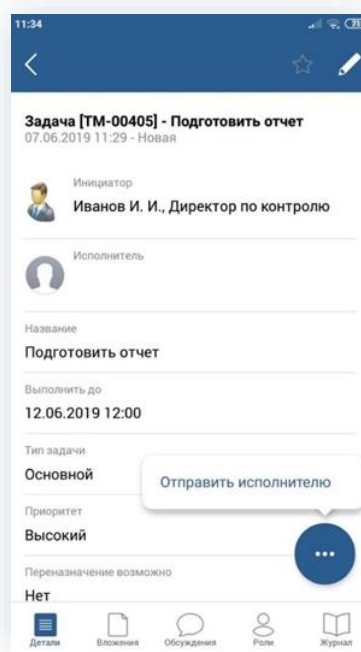 11:34
Задача [ТМ-00405] - Подготовить отчет
07.06.2019 11:29 - Новая
Инициатор
Иванов И. И., Директор по контролю
Исполнитель
Название
Подготовить отчет
Выполнить до
12.06.2019 12:00
Тип задачи
Основной
Отправить исполнителю
Приоритет
Высокий
Переназначение возможно
Нет
Детали Вложения Обсуждения Роли Журнал